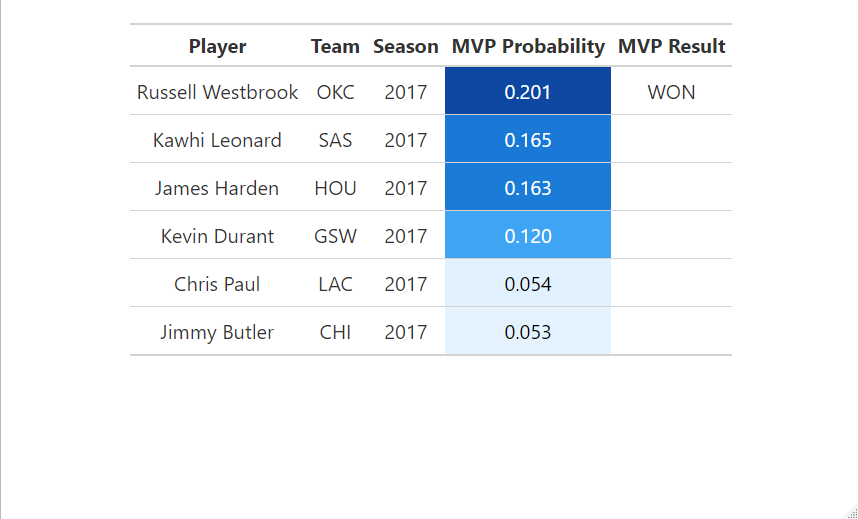 Player Team Season MVP Probability MVP Result
Russell Westbrook OKC 2017 0.201 WON
Kawhi Leonard SAS 2017 0.165
James Harden HOU 2017 0.163
Kevin Durant GSW 2017 0.120
Chris Paul LAC 2017 0.054
Jimmy Butler CHI 2017 0.053